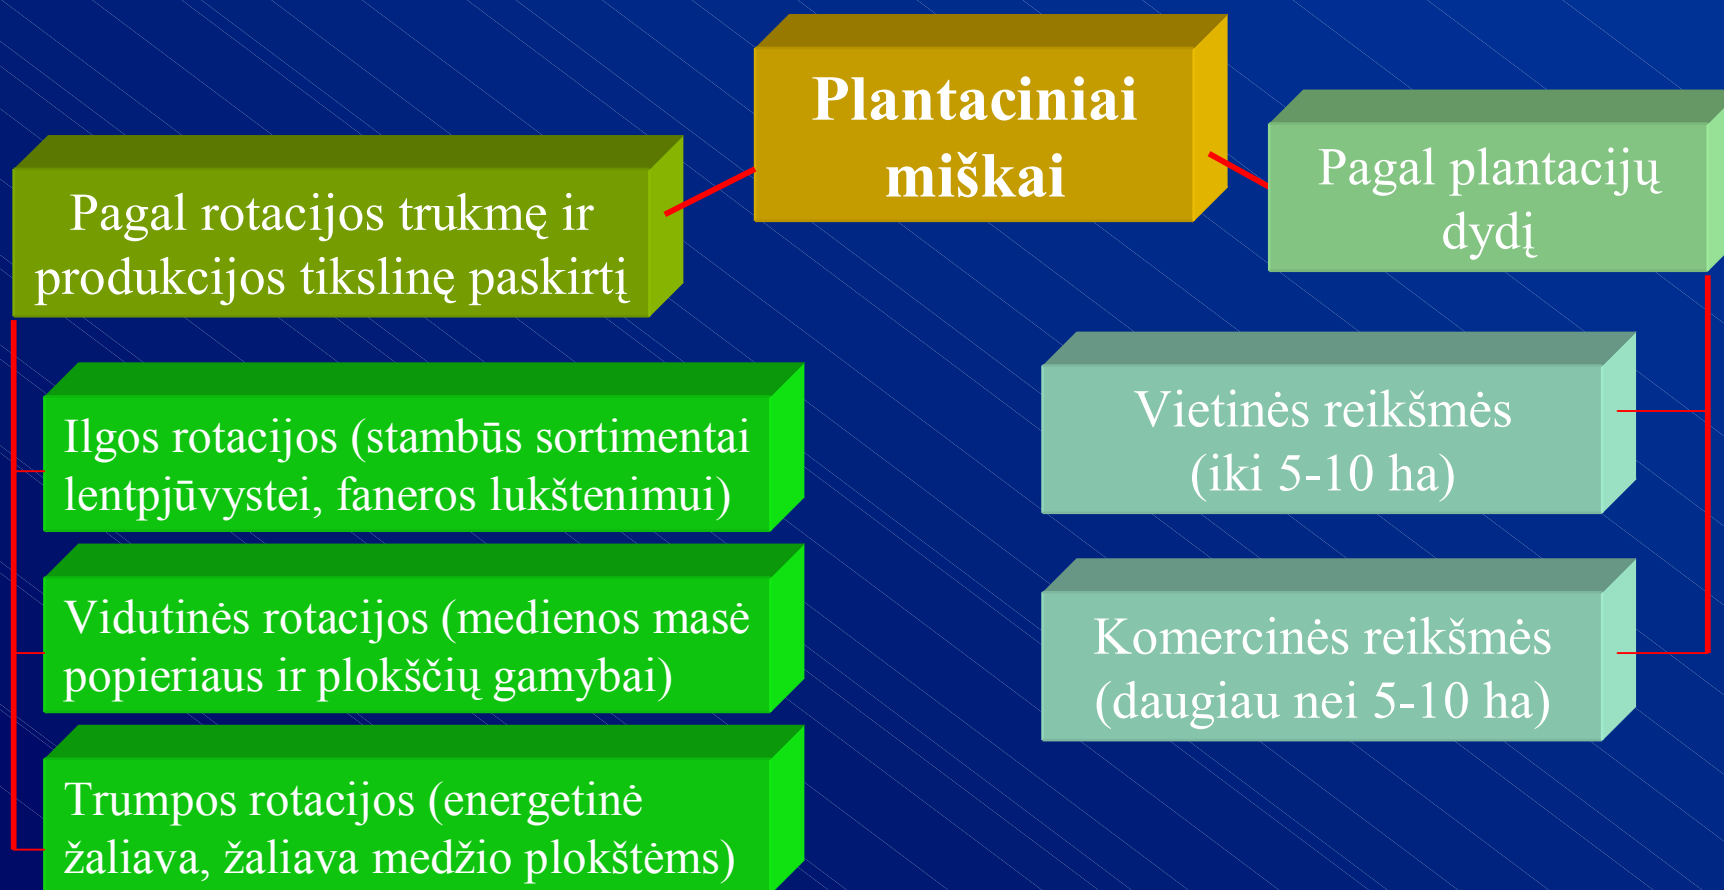 Plantaciniai
miškai
Pagal rotacijos trukmę ir
produkcijos tikslinę paskirtį
Ilgos rotacijos (stambūs sortimentai
lentpjūvystei, faneros lukštenimui)
Vidutinės rotacijos (medienos masė
popieriaus ir plokščių gamybai)
Trumpos rotacijos (energetinė
žaliava, žaliava medžio plokštėms)
Pagal plantacijų
dydį
Vietinės reikšmės
(iki 5-10 ha)
Komercinės reikšmės
(daugiau nei 5-10 ha)